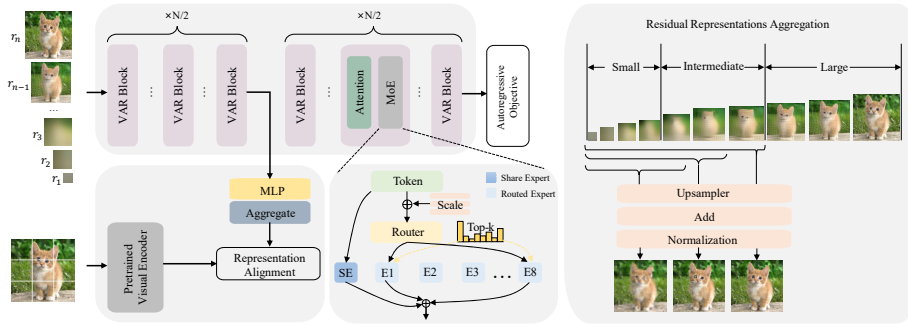 ×N/2
×N/2
r_n
r_{n−1}
...
r_3
r_2
r_1
VAR Block
...
VAR Block
...
VAR Block
VAR Block
...
Attention
MoE
...
VAR Block
Autoregressive
Objective
MLP
Aggregate
Representation
Alignment
Pretrained
Visual Encoder
Token
Scale
Router
Top-k
Share Expert
Routed Expert
SE
E1
E2
E3
...
E8
Residual Representations Aggregation
Small
Intermediate
Large
Upsampler
Add
Normalization